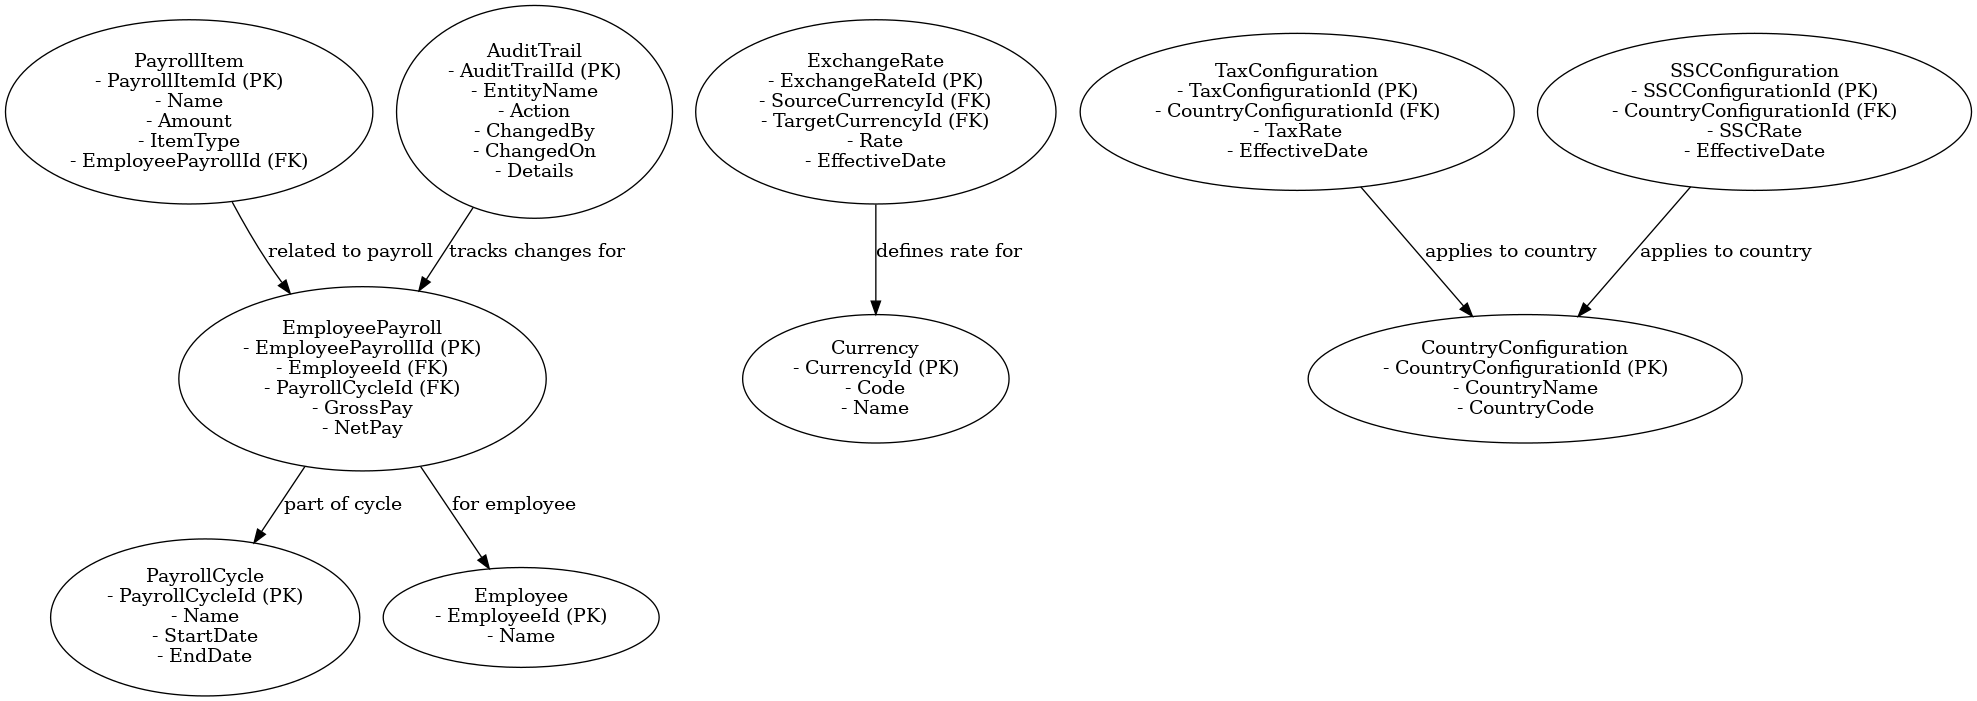 PayrollItem
- PayrollItemId (PK)
- Name
- Amount
- ItemType
- EmployeePayrollId (FK)
AuditTrail
- AuditTrailId (PK)
- EntityName
- Action
- ChangedBy
- ChangedOn
- Details
ExchangeRate
- ExchangeRateId (PK)
- SourceCurrencyId (FK)
- TargetCurrencyId (FK)
- Rate
- EffectiveDate
TaxConfiguration
- TaxConfigurationId (PK)
- CountryConfigurationId (FK)
- TaxRate
- EffectiveDate
SSCConfiguration
- SSCConfigurationId (PK)
- CountryConfigurationId (FK)
- SSCRate
- EffectiveDate
related to payroll
tracks changes for
defines rate for
applies to country
applies to country
EmployeePayroll
- EmployeePayrollId (PK)
- EmployeeId (FK)
- PayrollCycleId (FK)
- GrossPay
- NetPay
Currency
- CurrencyId (PK)
- Code
- Name
CountryConfiguration
- CountryConfigurationId (PK)
- CountryName
- CountryCode
part of cycle
for employee
PayrollCycle
- PayrollCycleId (PK)
- Name
- StartDate
- EndDate
Employee
- EmployeeId (PK)
- Name